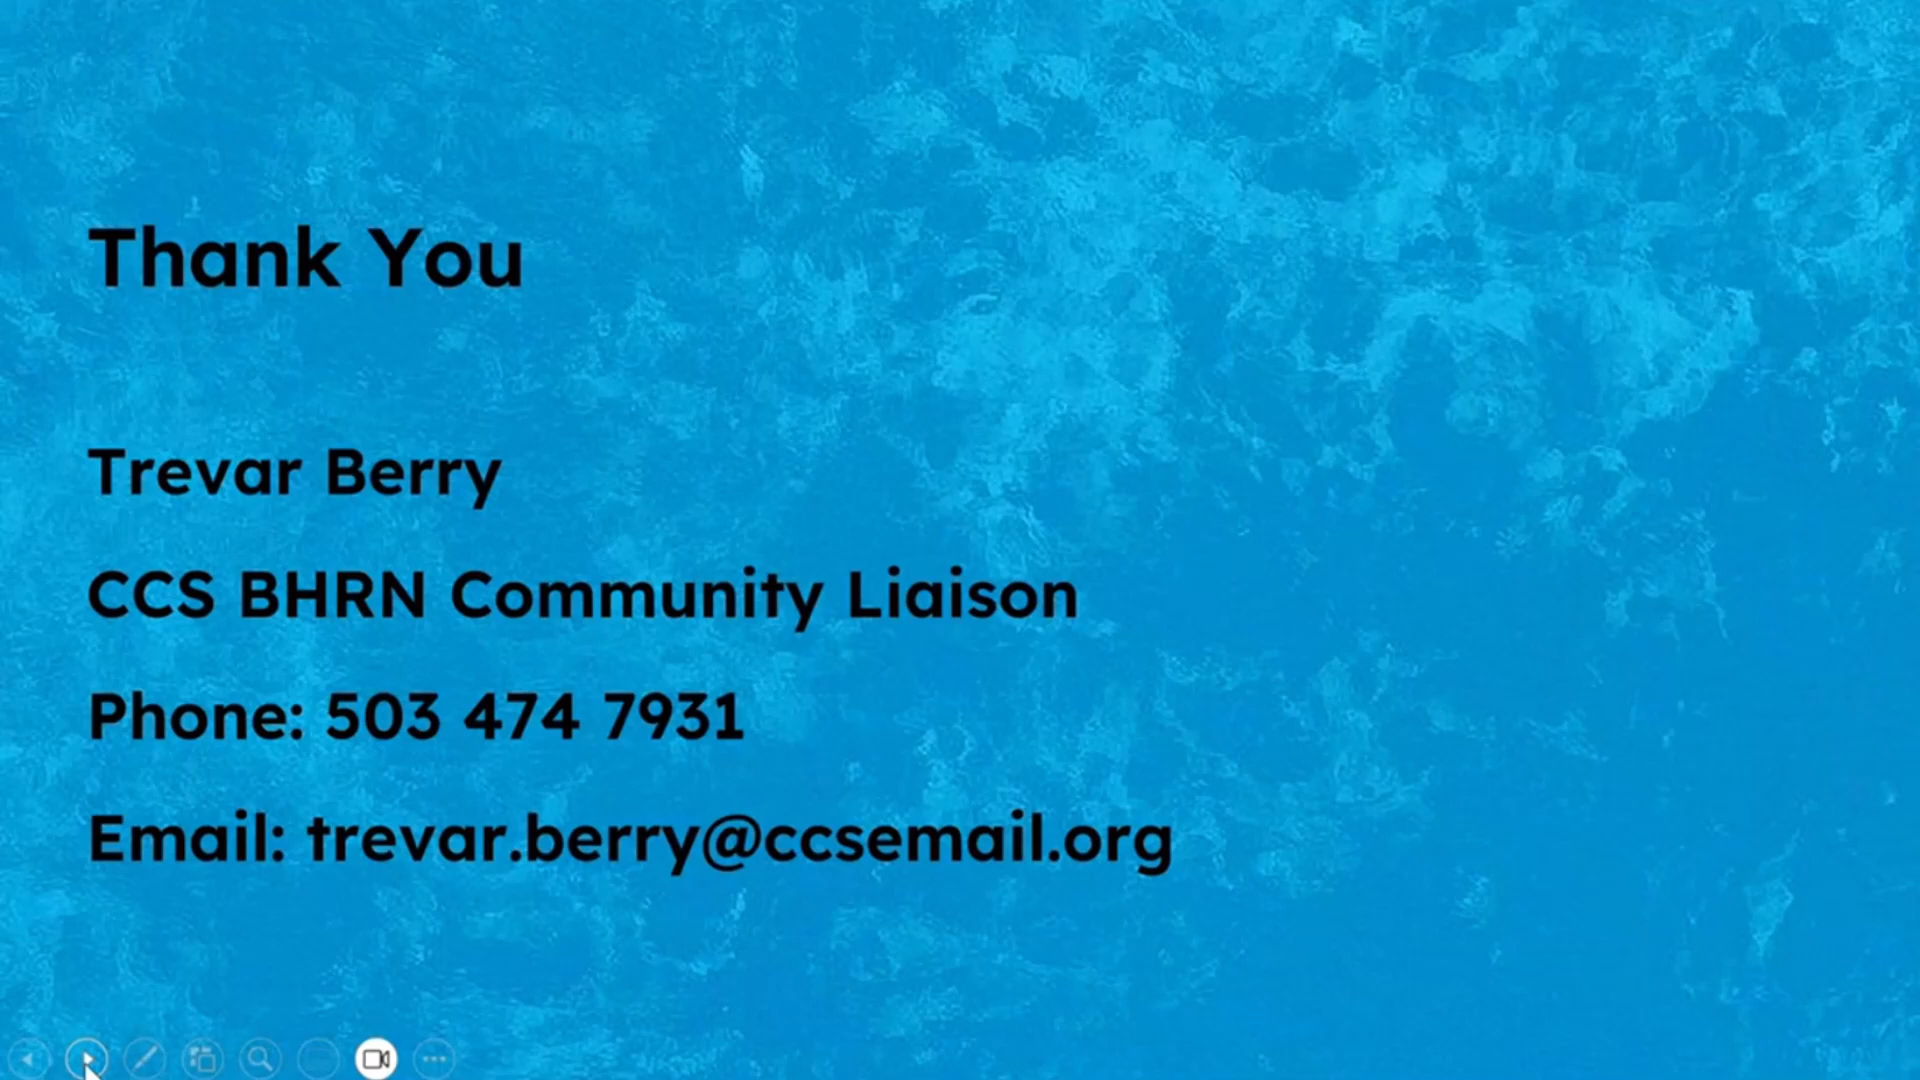 Thank You
Trevar Berry
CCS BHRN Community Liaison
Phone: 503 474 7931
Email: trevar.berry@ccsemail.org